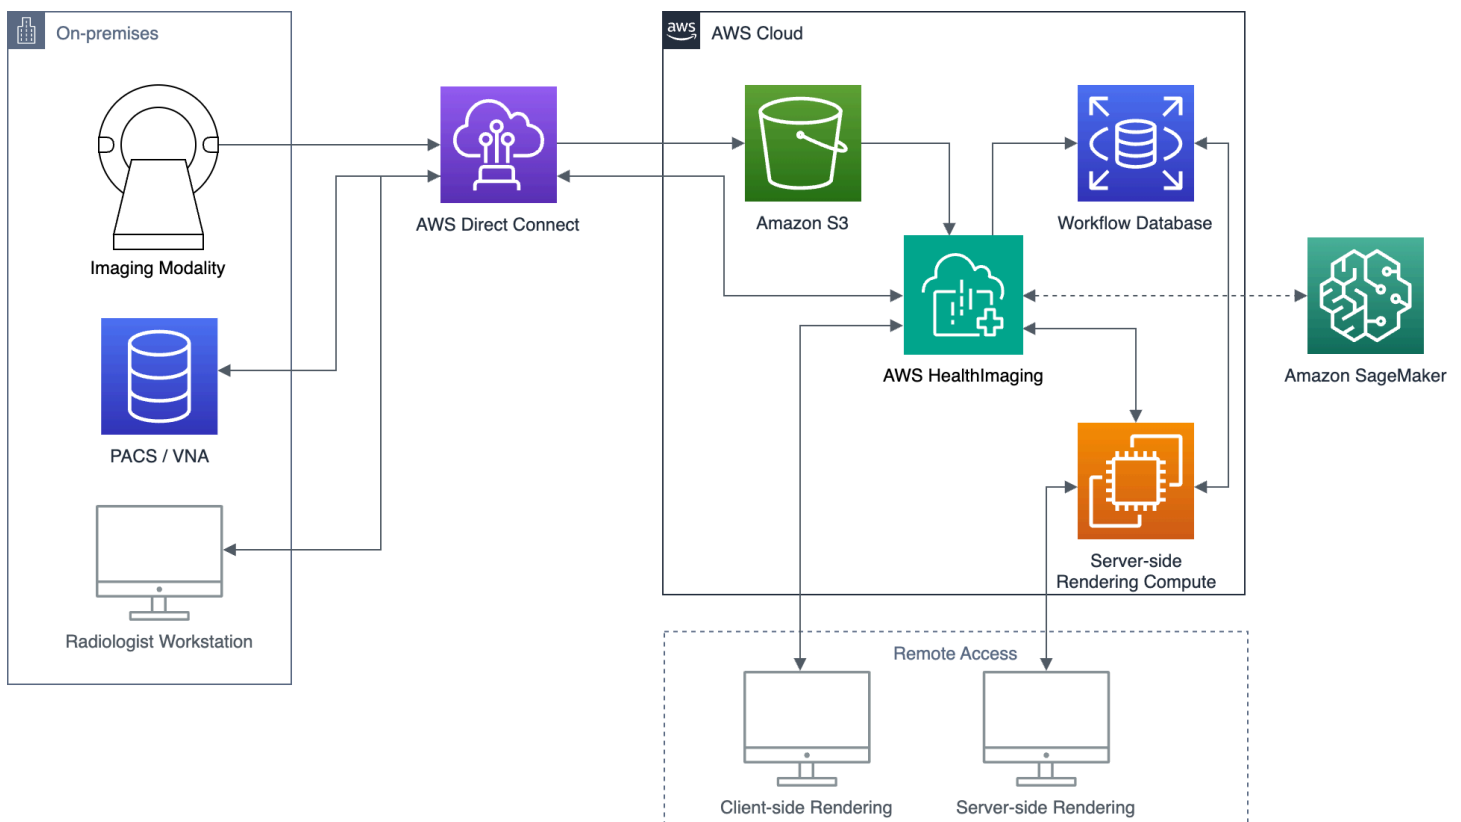 On-premises
aws
AWS Cloud
Imaging Modality
AWS Direct Connect
Amazon S3
Workflow Database
PACS / VNA
AWS HealthImaging
Amazon SageMaker
Radiologist Workstation
Server-side
Rendering Compute
Remote Access
Client-side Rendering
Server-side Rendering